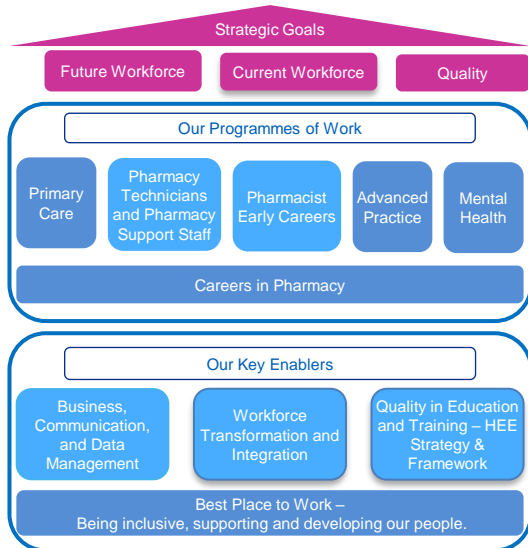 Strategic Goals
Future Workforce
Current Workforce
Quality
Our Programmes of Work
Primary
Care
Pharmacy
Technicians
and Pharmacy
Support Staff
Pharmacist
Early Careers
Advanced
Practice
Mental
Health
Careers in Pharmacy
Our Key Enablers
Business,
Communication,
and Data
Management
Workforce
Transformation and
Integration
Quality in Education
and Training – HEE
Strategy &
Framework
Best Place to Work –
Being inclusive, supporting and developing our people.